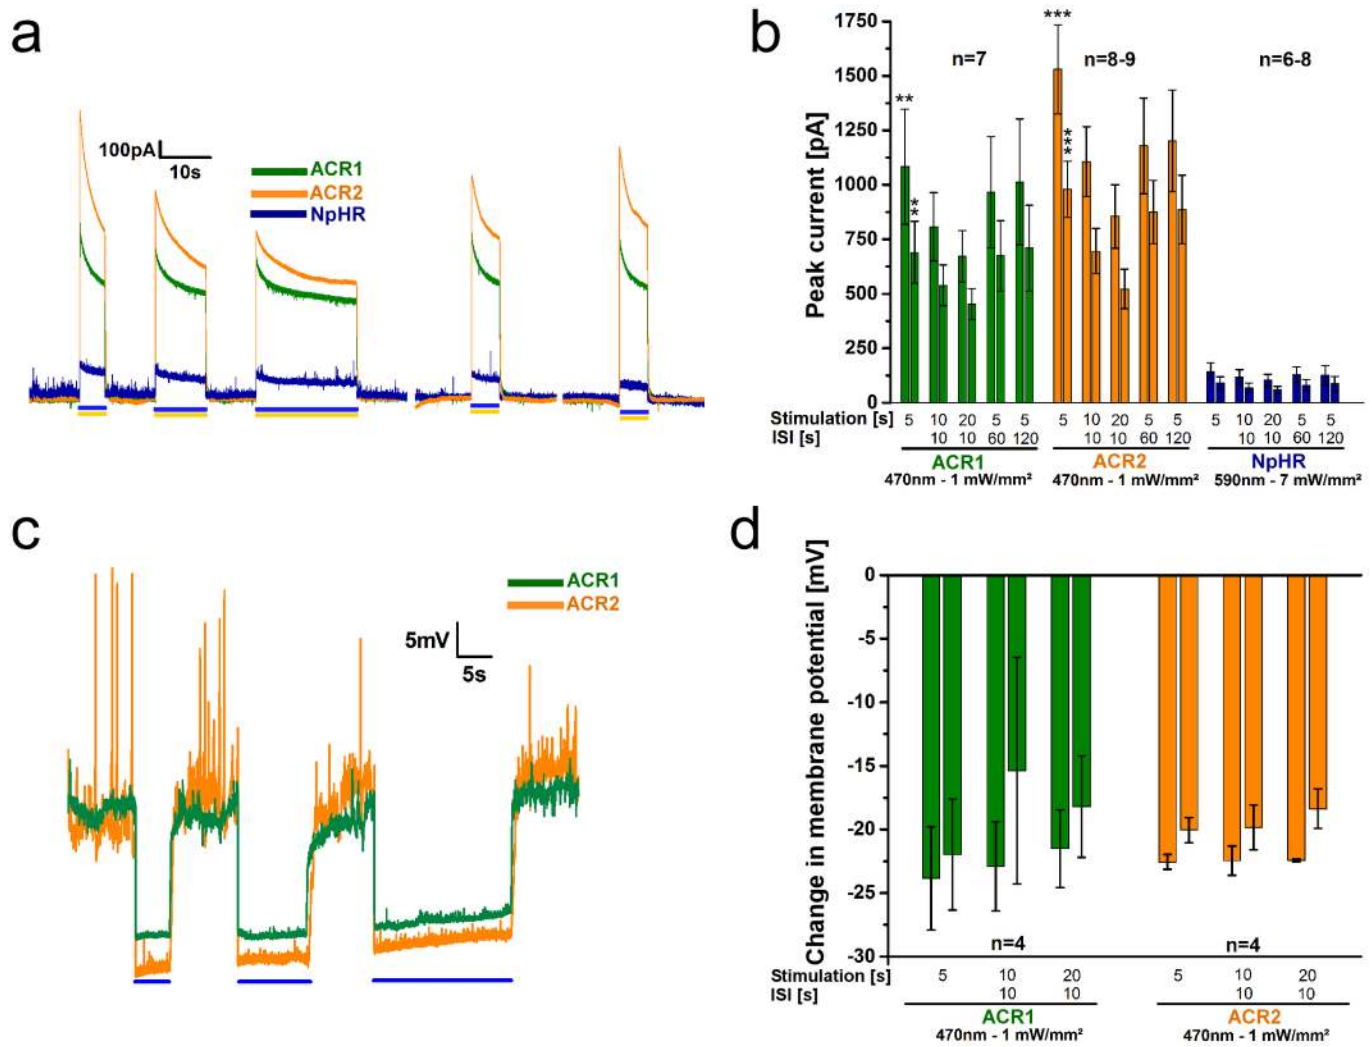 a
100pA
10s
ACR1
ACR2
NpHR
b
Peak current [pA]
1750
1500
1250
1000
750
500
250
0
n=7
n=8-9
n=6-8
**
**
***
***
Stimulation [s] 5 10 20 5 5 5 10 20 5 5 5 10 20 5 5
ISI [s] 10 10 60 120 10 10 60 120 10 10 60 120
ACR1 ACR2 NpHR
470nm - 1 mW/mm² 470nm - 1 mW/mm² 590nm - 7 mW/mm²
c
ACR1
ACR2
5mV
5s
d
Change in membrane potential [mV]
0
-5
-10
-15
-20
-25
-30
n=4 n=4
Stimulation [s] 5 10 20 5 10 20
ISI [s] 10 10 10 10
ACR1 ACR2
470nm - 1 mW/mm² 470nm - 1 mW/mm²